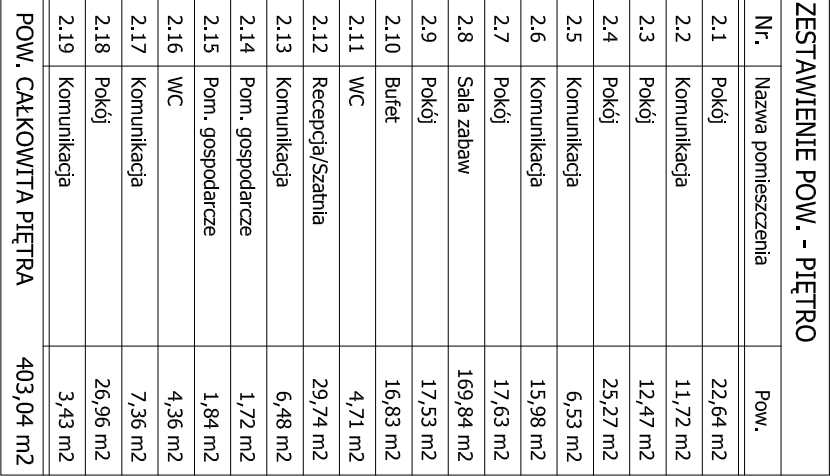 ZESTAWIENIE POW. - PIĘTRO
Nr. Nazwa pomieszczenia Pow.
2.1 Pokój 22,64 m2
2.2 Komunikacja 11,72 m2
2.3 Pokój 12,47 m2
2.4 Pokój 25,27 m2
2.5 Komunikacja 6,53 m2
2.6 Komunikacja 15,98 m2
2.7 Pokój 17,63 m2
2.8 Sala zabaw 169,84 m2
2.9 Pokój 17,53 m2
2.10 Bufet 16,83 m2
2.11 WC 4,71 m2
2.12 Recepcja/Szatnia 29,74 m2
2.13 Komunikacja 6,48 m2
2.14 Pom. gospodarcze 1,72 m2
2.15 Pom. gospodarcze 1,84 m2
2.16 WC 4,36 m2
2.17 Komunikacja 7,36 m2
2.18 Pokój 26,96 m2
2.19 Komunikacja 3,43 m2
POW. CAŁKOWITA PIĘTRA 403,04 m2